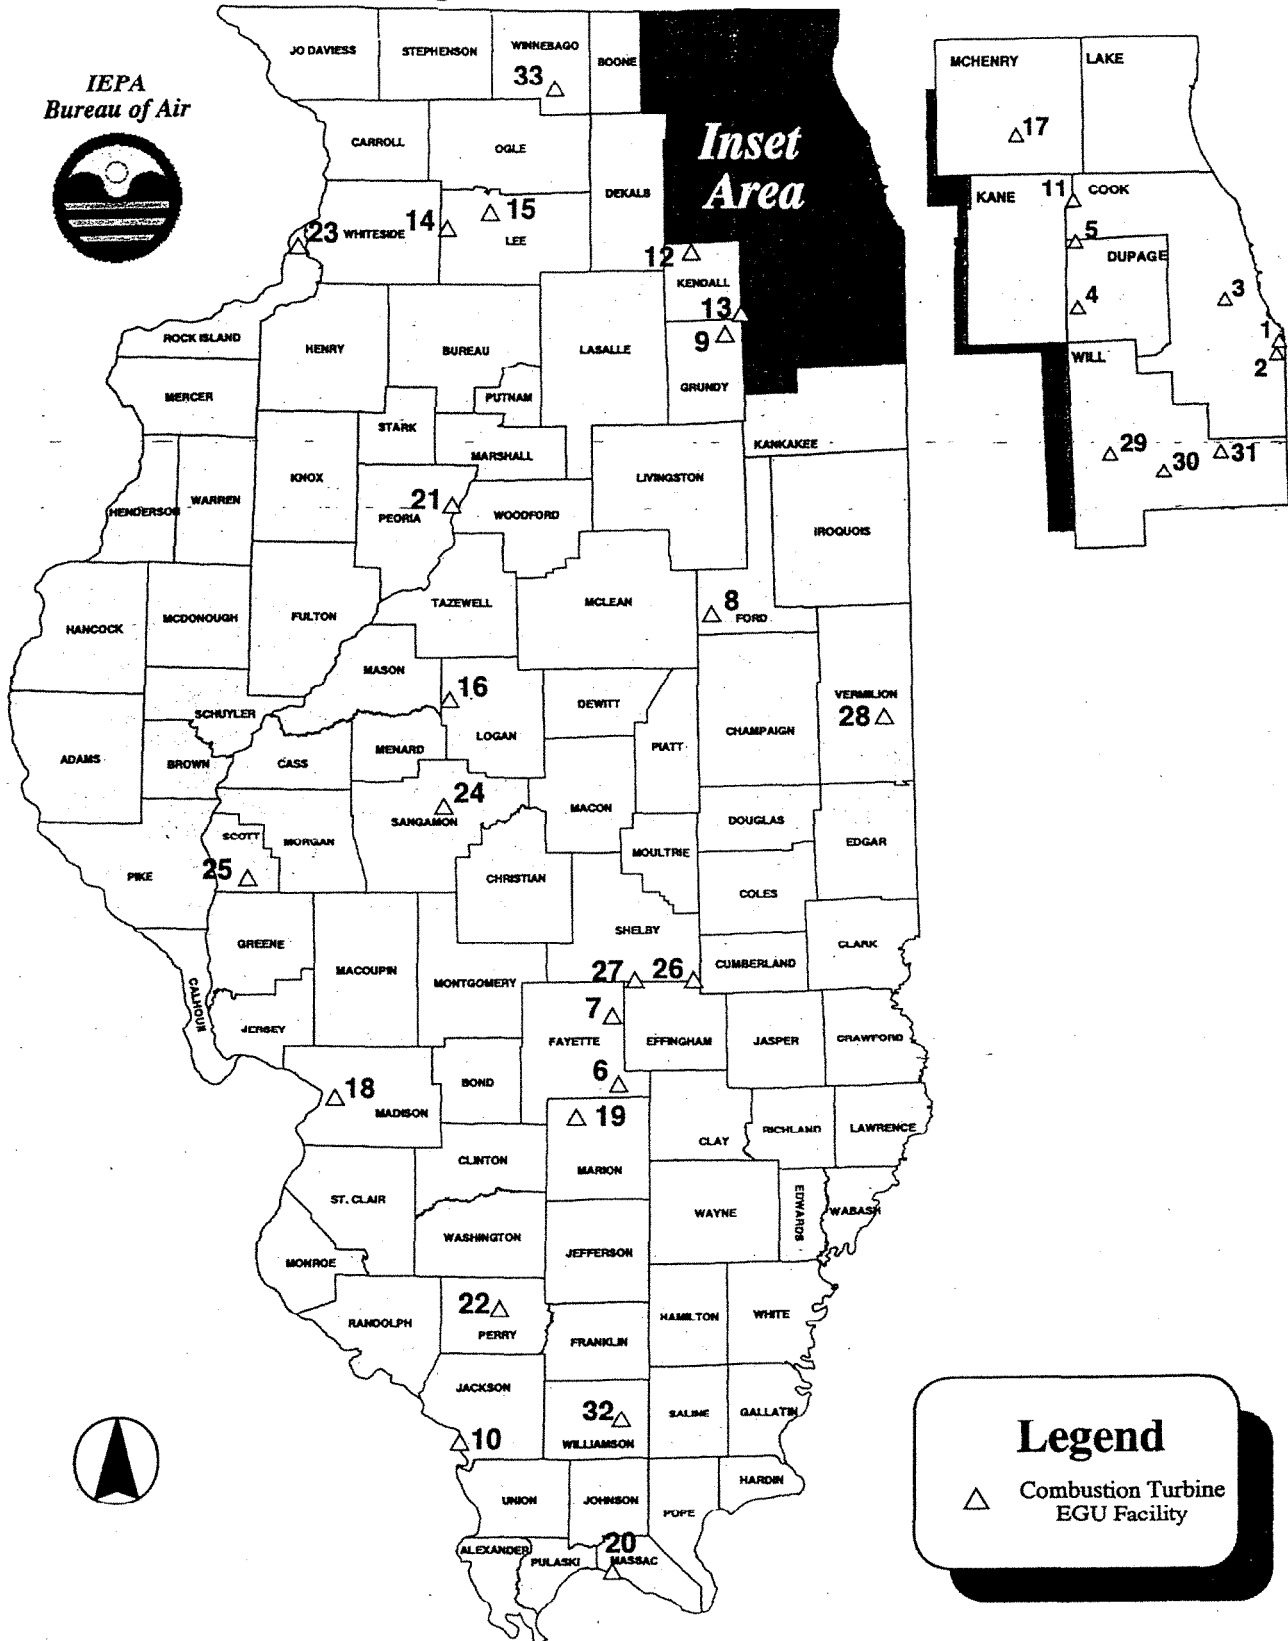 IEPA
Bureau of Air
JO DAVIESS
STEPHENSON
WINNEBAGO
33
BOONE
CARROLL
OGLE
DEKALB
Inset
Area
23
WHITESIDE
14
15
LEE
12
KENDALL
13
9
GRUNDY
ROCK ISLAND
HENRY
BUREAU
LASALLE
MERCER
PUTNAM
STARK
MARSHALL
KANKAKEE
HENDERSON
WARREN
KNOX
PEORIA
21
WOODFORD
LIVINGSTON
IROQUOIS
HANCOCK
MCDONOUGH
FULTON
TAZEWELL
MCLEAN
8
FORD
MASON
16
LOGAN
DEWITT
PIATT
CHAMPAIGN
VERMILION
28
SCHUYLER
ADAMS
BROWN
CASS
MENARD
24
SANGAMON
MACON
DOUGLAS
EDGAR
SCOTT
MORGAN
PIKE
25
CHRISTIAN
MOULTRIE
COLES
SHELBY
CLARK
GREENE
MACOUPIN
MONTGOMERY
27
26
CUMBERLAND
CALHOUN
JERSEY
7
FAYETTE
EFFINGHAM
JASPER
CRAWFORD
6
18
MADISON
BOND
19
MARION
CLAY
RICHLAND
LAWRENCE
CLINTON
ST. CLAIR
WAYNE
EDWARDS
WABASH
WASHINGTON
JEFFERSON
MONROE
RANDOLPH
22
PERRY
FRANKLIN
HAMILTON
WHITE
JACKSON
32
WILLIAMSON
SALINE
GALLATIN
10
UNION
JOHNSON
POPE
HARDIN
ALEXANDER
PULASKI
20
MASSAC
MCHENRY
LAKE
17
KANE
11
COOK
5
DUPAGE
4
3
1
2
WILL
29
30
31
Legend
Combustion Turbine
EGU Facility